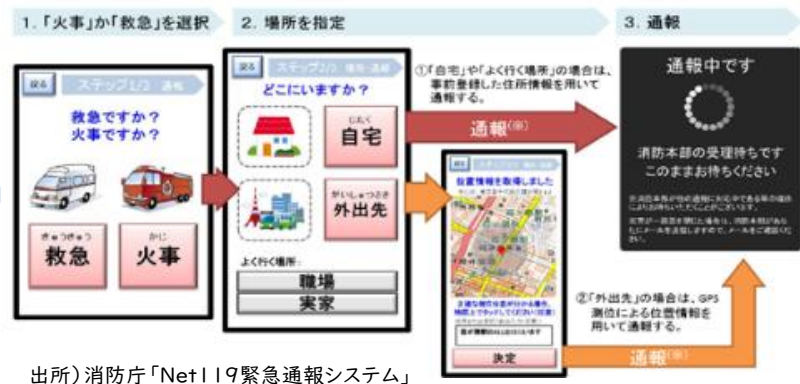 1. 「火事」か「救急」を選択
2. 場所を指定
3. 通報
戻る
ステップ1/3 通報
救急ですか？
火事ですか？
きゅうきゅう
救急
かじ
火事
戻る
どこにいますか？
じたく
自宅
がいしゅつさき
外出先
よく行く場所:
職場
実家
①「自宅」や「よく行く場所」の場合は、
事前登録した住所情報を用いて
通報する。
通報(※)
戻る
位置情報を取得しました
決定
②「外出先」の場合は、GPS
測位による位置情報を
用いて通報する。
通報(※)
通報中です
消防本部の受理待ちです
このままお待ちください
出所)消防庁「Net119緊急通報システム」